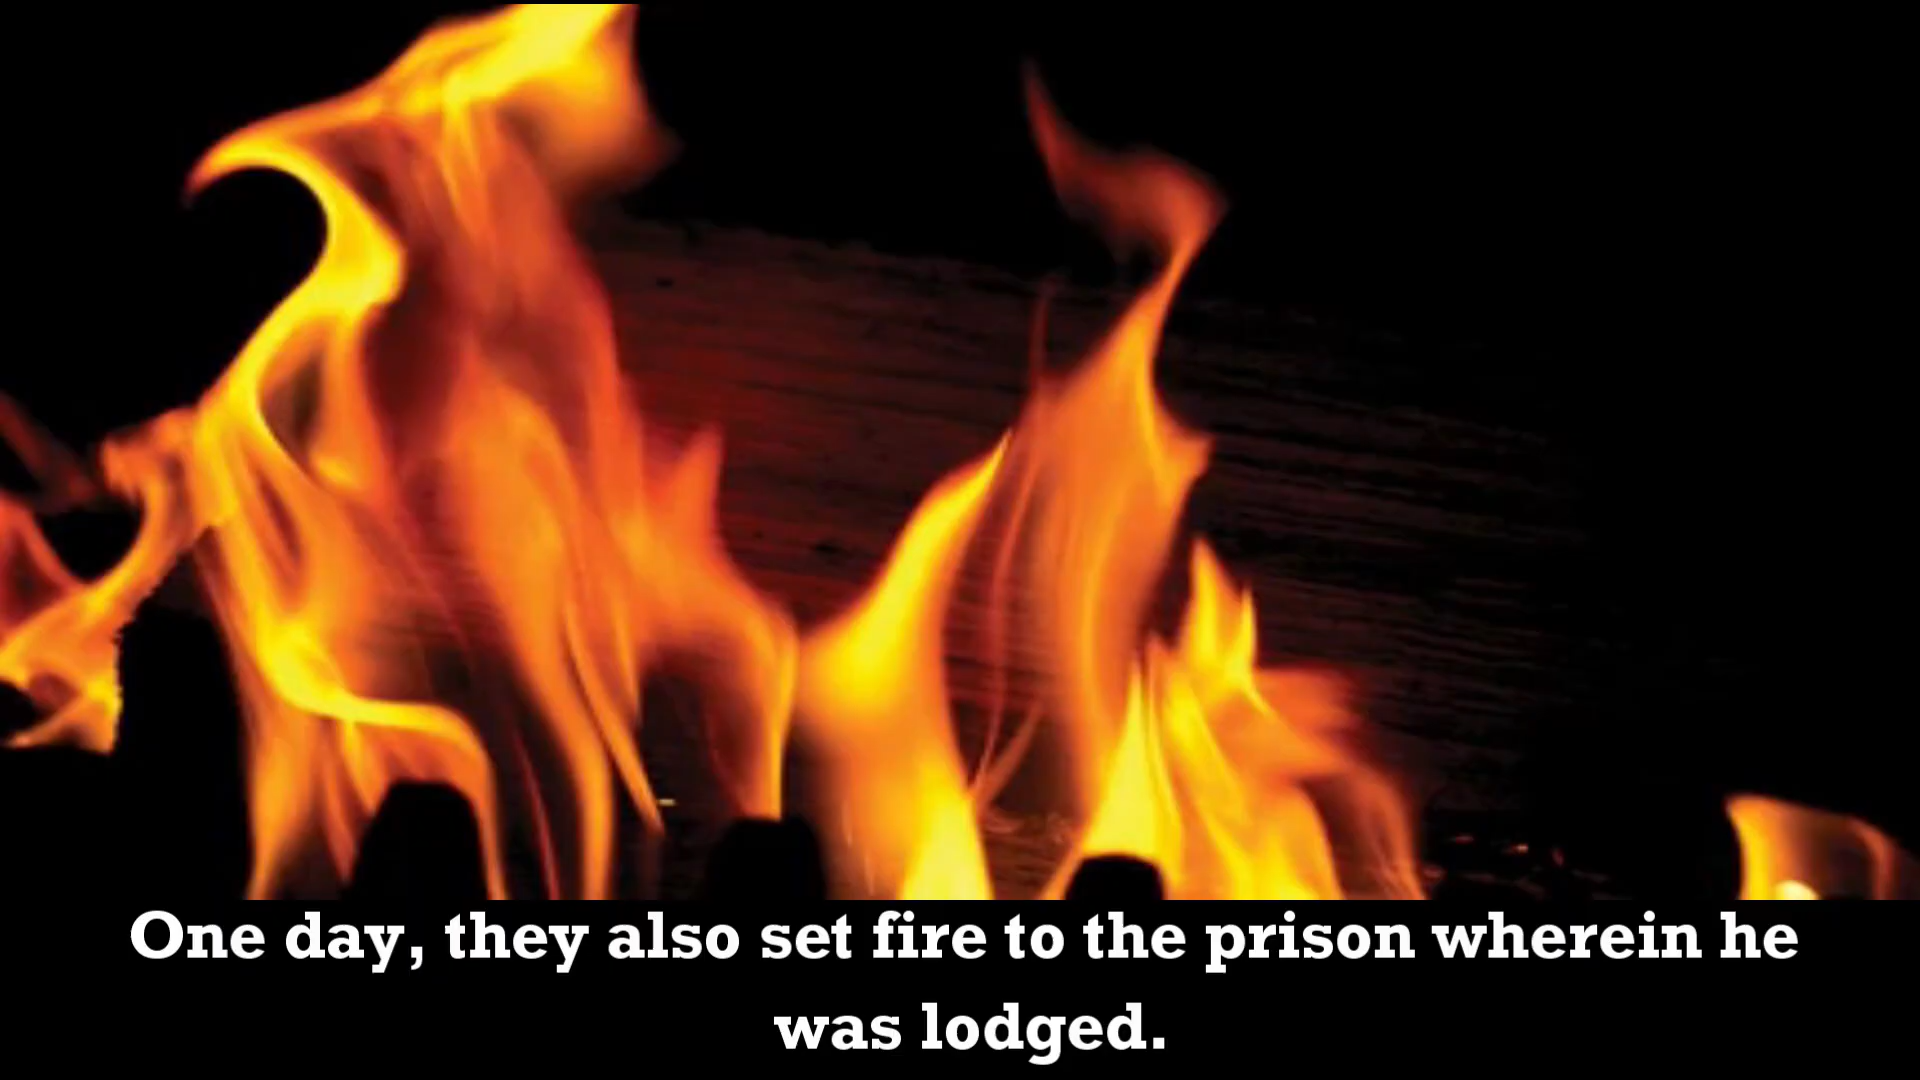 One day, they also set fire to the prison wherein he
was lodged.